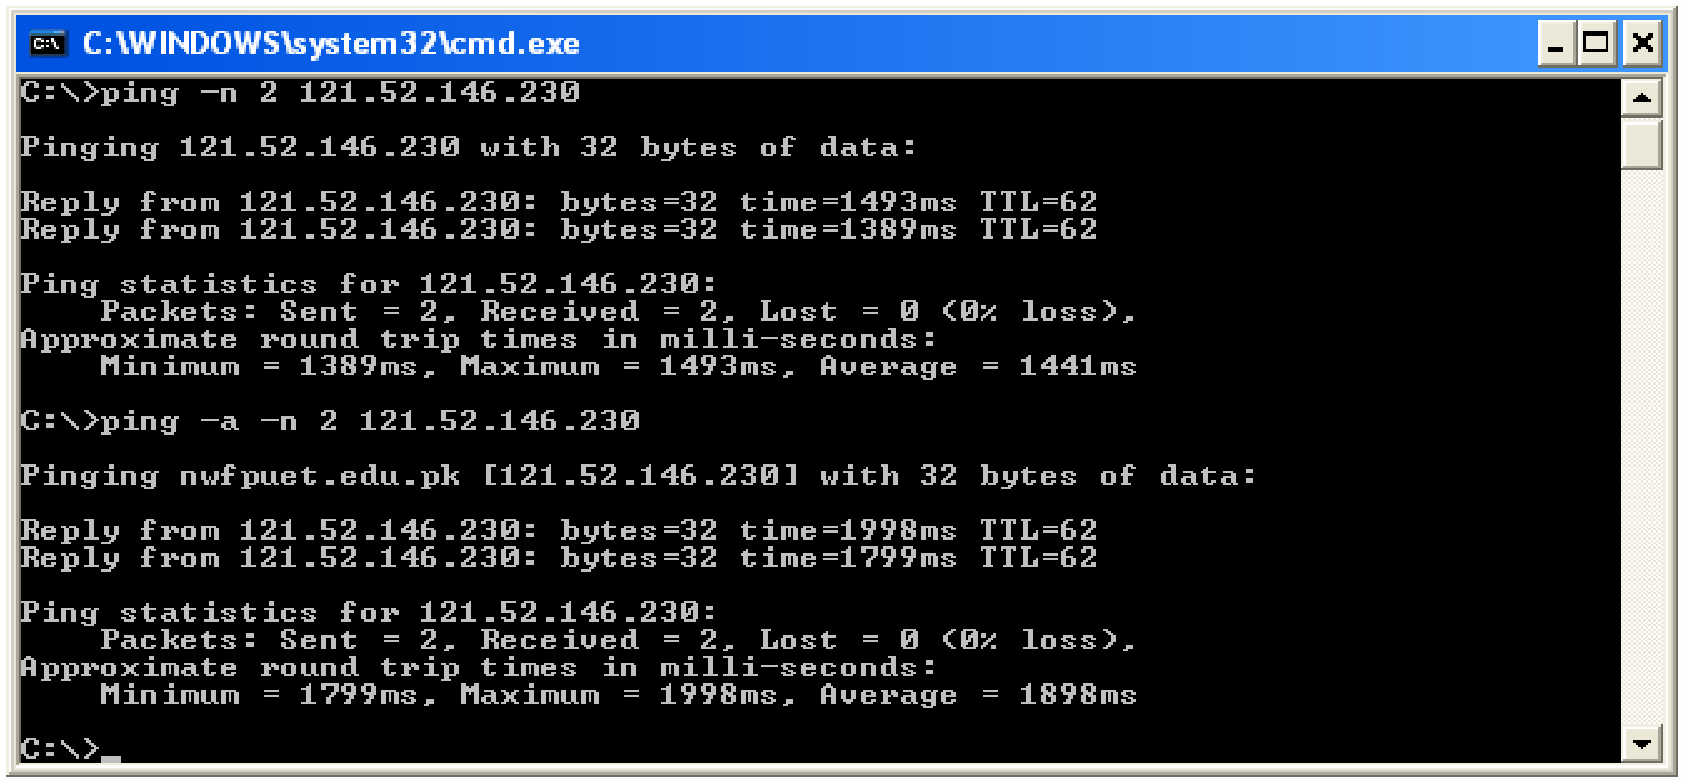 C:\WINDOWS\system32\cmd.exe
C:\>ping -n 2 121.52.146.230
Pinging 121.52.146.230 with 32 bytes of data:
Reply from 121.52.146.230: bytes=32 time=1493ms TTL=62
Reply from 121.52.146.230: bytes=32 time=1389ms TTL=62
Ping statistics for 121.52.146.230:
    Packets: Sent = 2, Received = 2, Lost = 0 (0% loss),
Approximate round trip times in milli-seconds:
    Minimum = 1389ms, Maximum = 1493ms, Average = 1441ms
C:\>ping -a -n 2 121.52.146.230
Pinging nwfpuet.edu.pk [121.52.146.230] with 32 bytes of data:
Reply from 121.52.146.230: bytes=32 time=1998ms TTL=62
Reply from 121.52.146.230: bytes=32 time=1799ms TTL=62
Ping statistics for 121.52.146.230:
    Packets: Sent = 2, Received = 2, Lost = 0 (0% loss),
Approximate round trip times in milli-seconds:
    Minimum = 1799ms, Maximum = 1998ms, Average = 1898ms
C:\>_